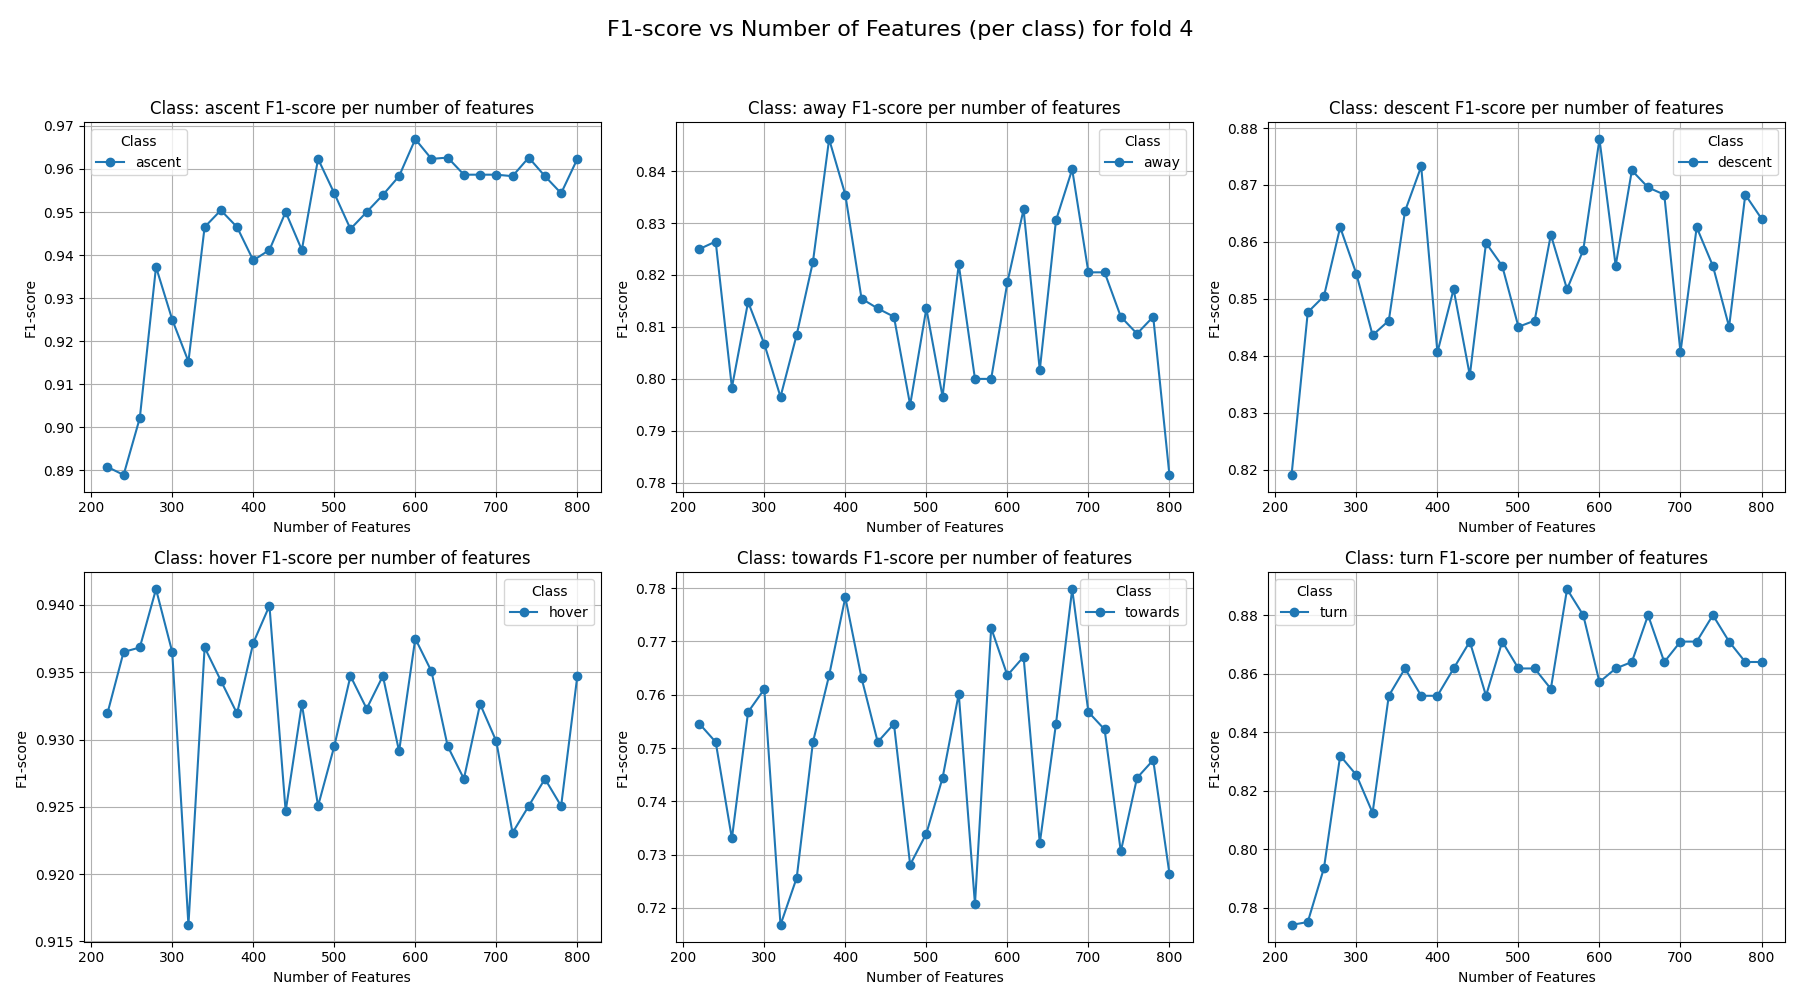 F1-score vs Number of Features (per class) for fold 4
Class: ascent F1-score per number of features
F1-score
0.97
0.96
0.95
0.94
0.93
0.92
0.91
0.90
0.89
Class
ascent
200 300 400 500 600 700 800
Number of Features
Class: away F1-score per number of features
F1-score
0.84
0.83
0.82
0.81
0.80
0.79
0.78
Class
away
200 300 400 500 600 700 800
Number of Features
Class: descent F1-score per number of features
F1-score
0.88
0.87
0.86
0.85
0.84
0.83
0.82
Class
descent
200 300 400 500 600 700 800
Number of Features
Class: hover F1-score per number of features
F1-score
0.940
0.935
0.930
0.925
0.920
0.915
Class
hover
200 300 400 500 600 700 800
Number of Features
Class: towards F1-score per number of features
F1-score
0.78
0.77
0.76
0.75
0.74
0.73
0.72
Class
towards
200 300 400 500 600 700 800
Number of Features
Class: turn F1-score per number of features
F1-score
0.88
0.86
0.84
0.82
0.80
0.78
Class
turn
200 300 400 500 600 700 800
Number of Features